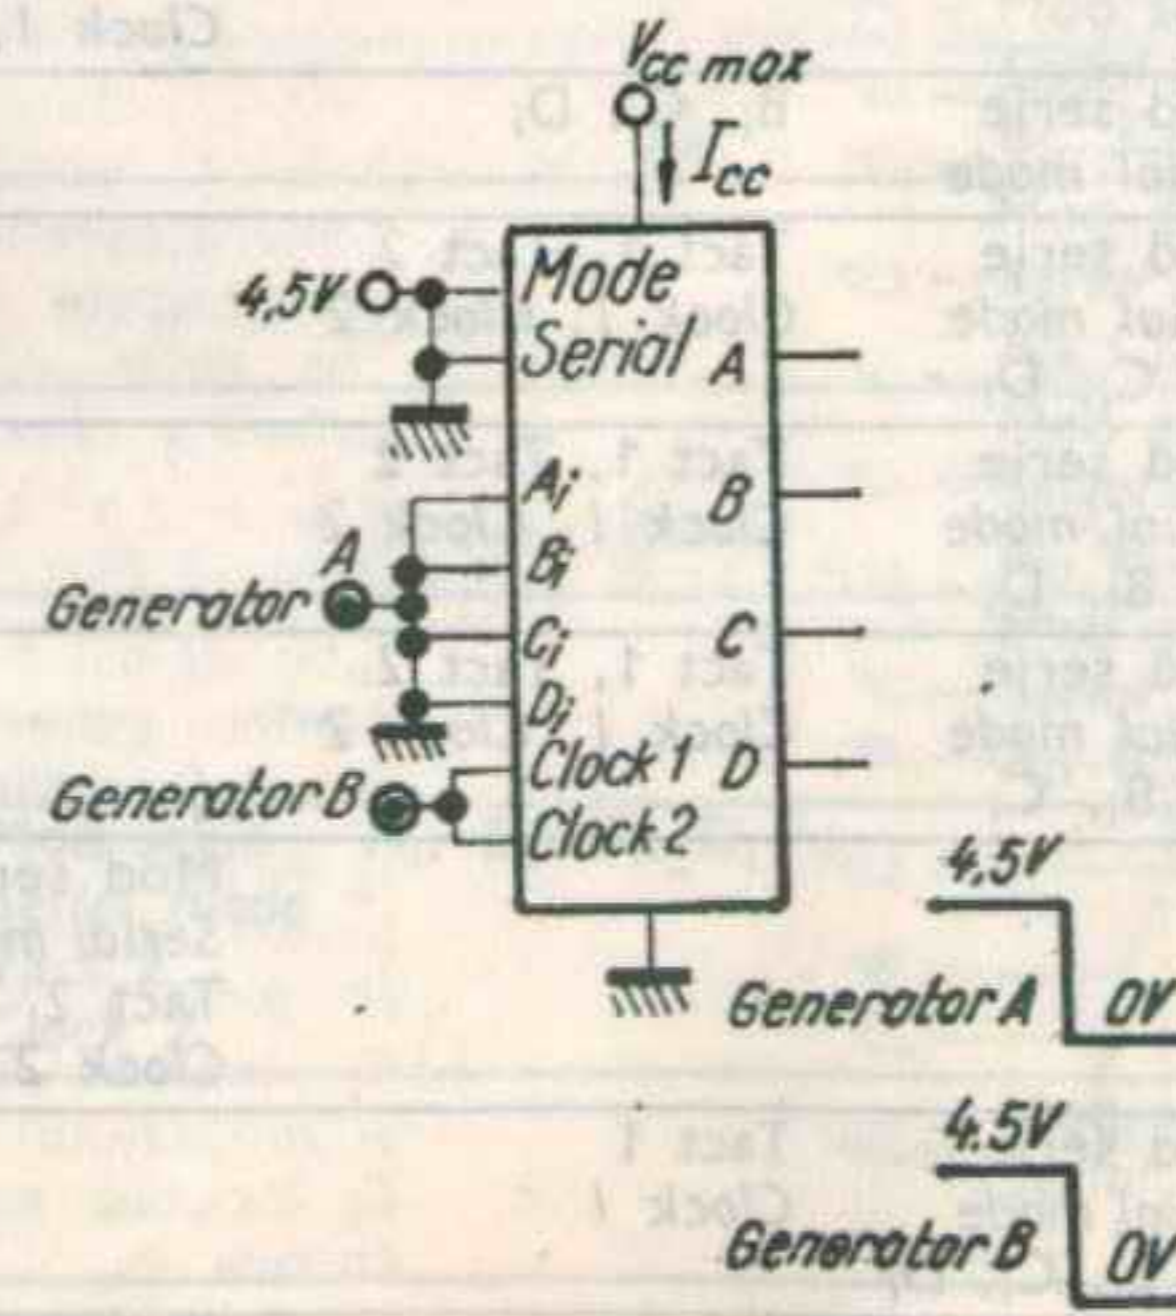 Vcc max
Icc
4,5V
Mode
Serial
A
Ai
B
A
Bi
Generator
Ci
C
Di
Clock 1
D
Generator B
Clock 2
4.5V
Generator A
0V
4.5V
Generator B
0V